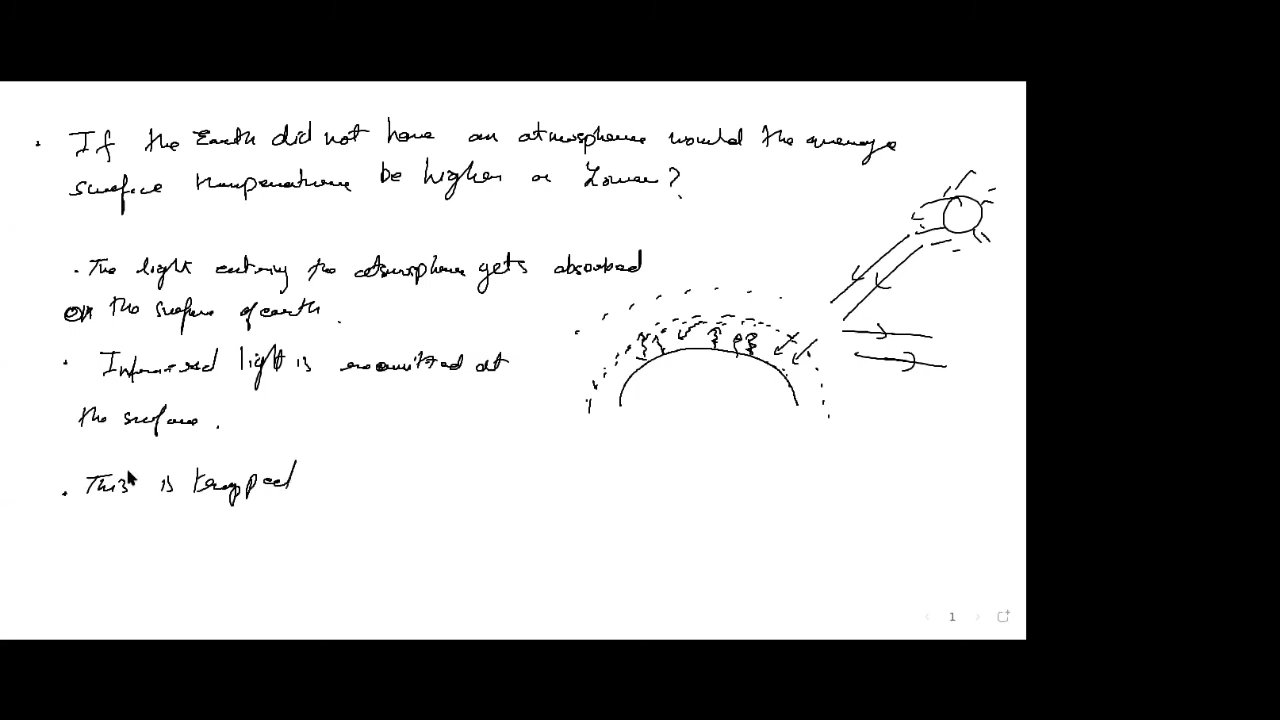 . If the Earth did not have an atmosphere would the average
surface temperature be higher or Lower?
. The light entering the atmosphere gets absorbed
on the surface of earth.
. Infrared light is reemitted at
the surface.
. This is trapped
1